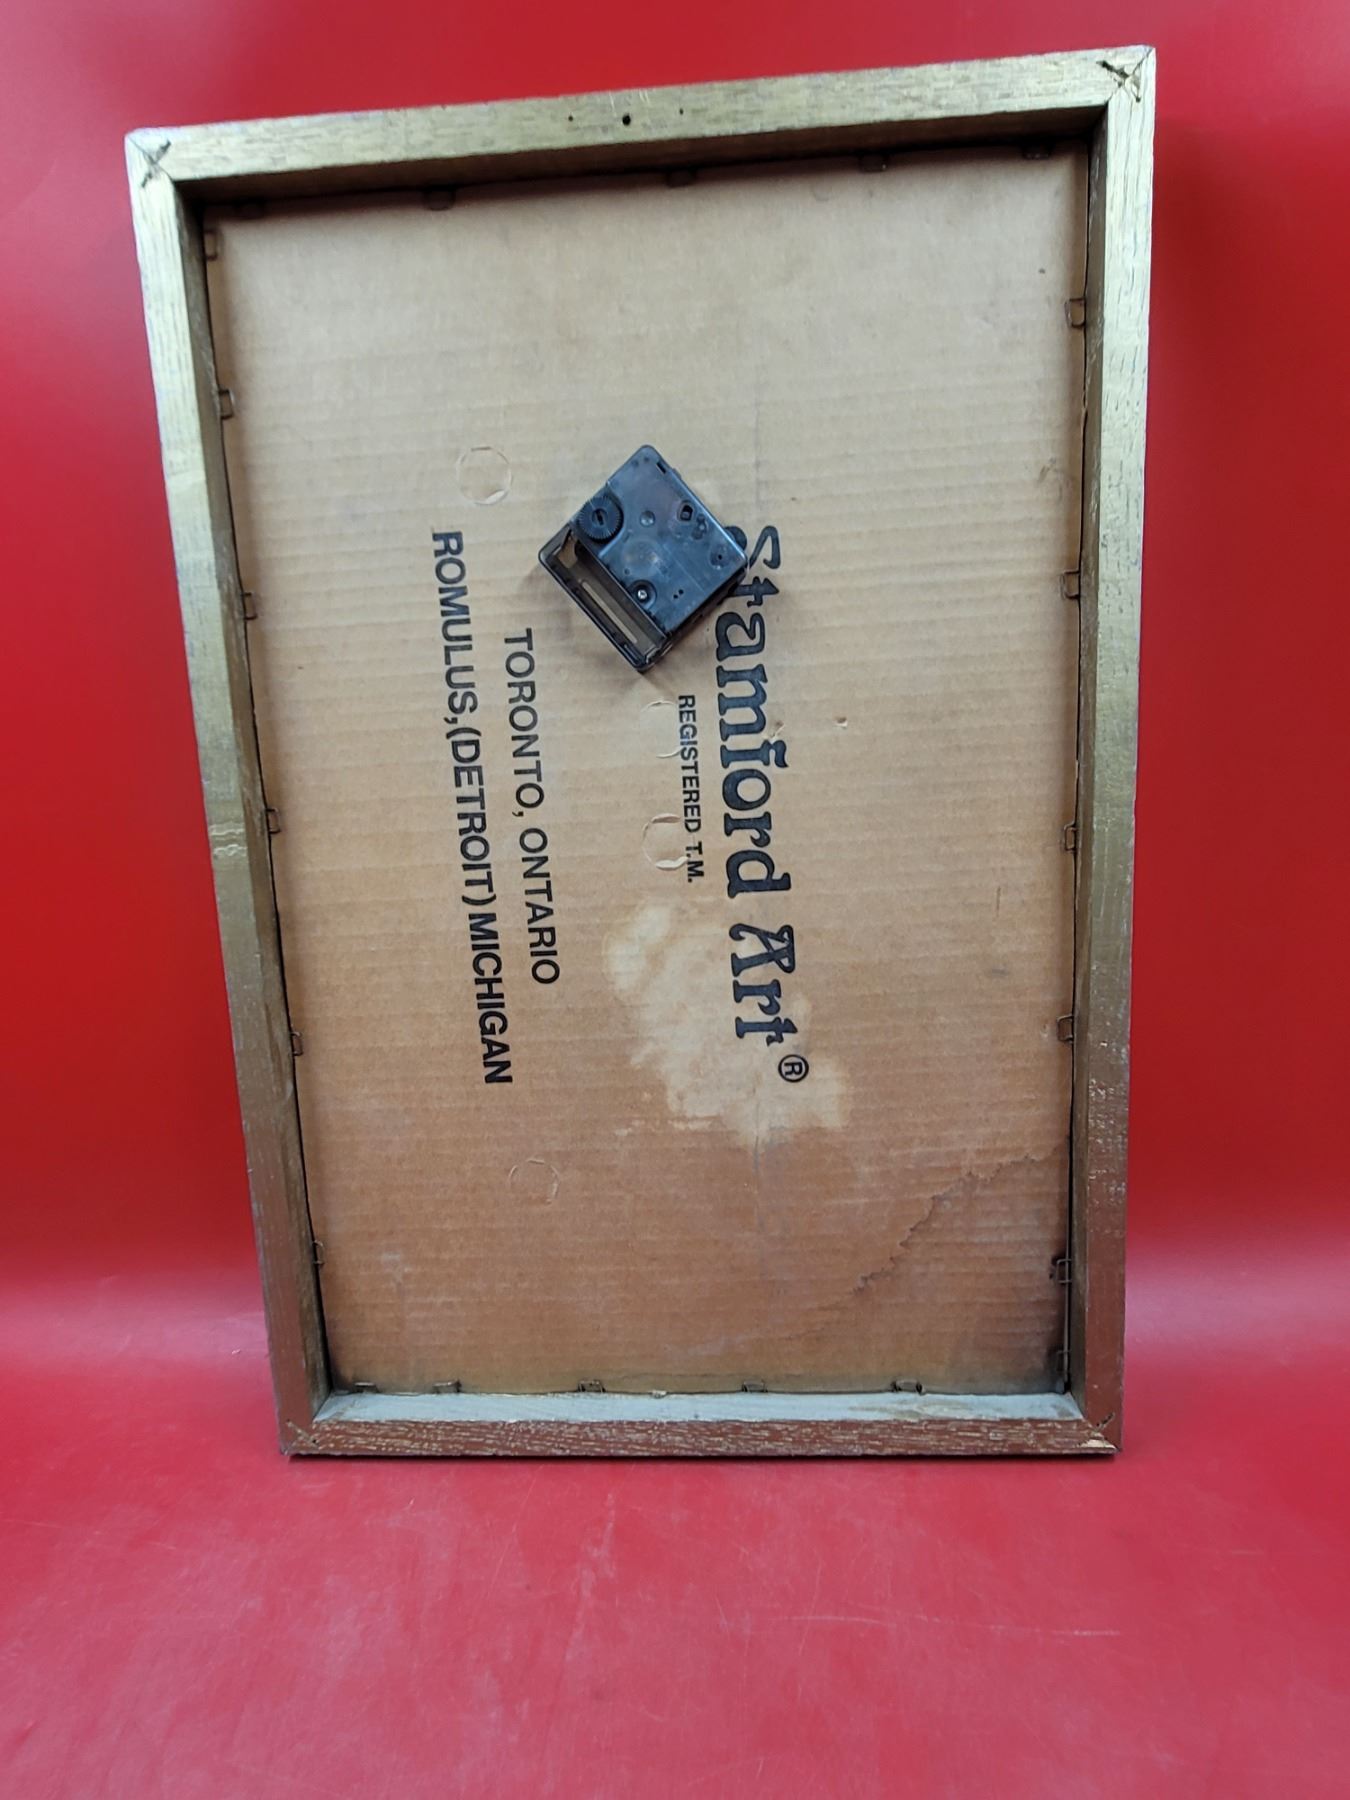 Stamford Art ®
REGISTERED T.M.
TORONTO, ONTARIO
ROMULUS,(DETROIT) MICHIGAN